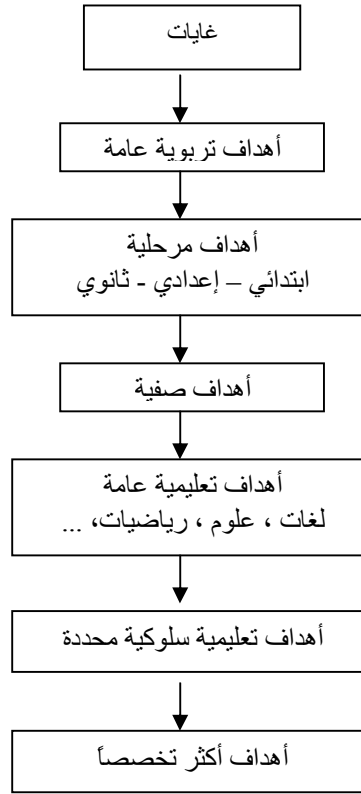 غايات
أهداف تربوية عامة
أهداف مرحلية
ابتدائي – إعدادي - ثانوي
أهداف صفية
أهداف تعليمية عامة
لغات ، علوم ، رياضيات، ...
أهداف تعليمية سلوكية محددة
أهداف أكثر تخصصاً